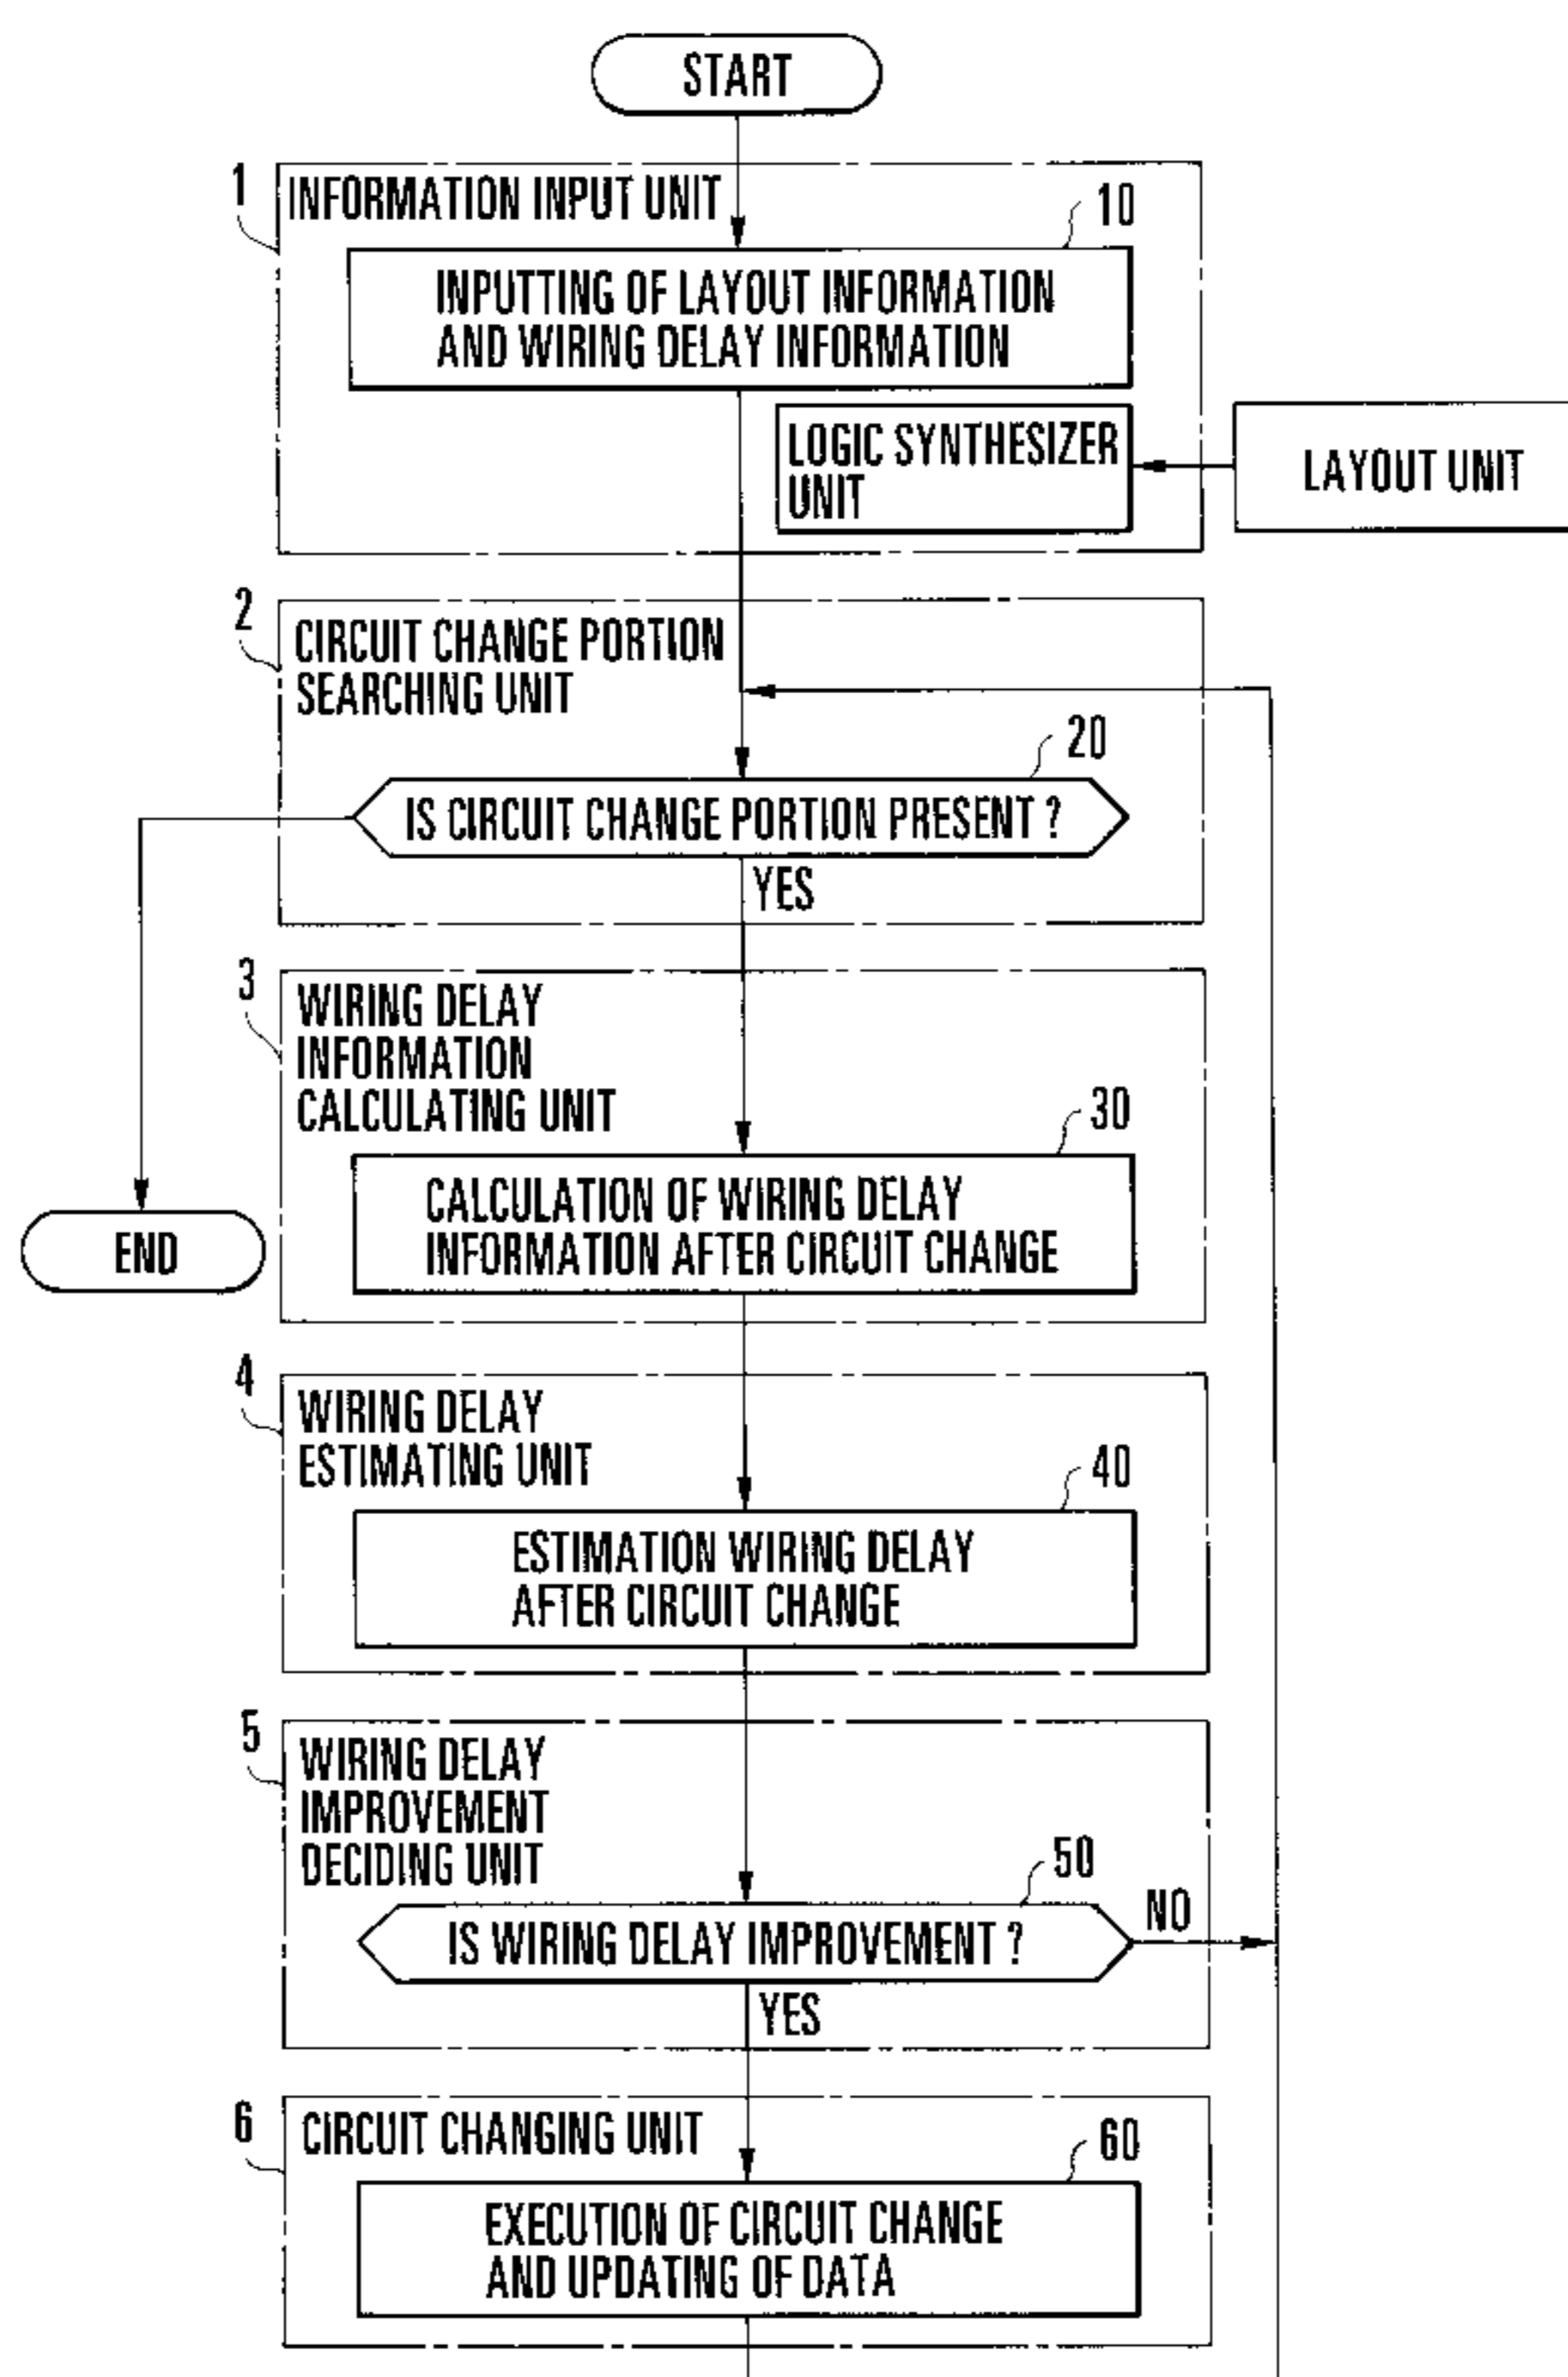 START
1
INFORMATION INPUT UNIT
10
INPUTTING OF LAYOUT INFORMATION
AND WIRING DELAY INFORMATION
LOGIC SYNTHESIZER
UNIT
LAYOUT UNIT
2
CIRCUIT CHANGE PORTION
SEARCHING UNIT
20
IS CIRCUIT CHANGE PORTION PRESENT ?
YES
3
WIRING DELAY
INFORMATION
CALCULATING UNIT
30
CALCULATION OF WIRING DELAY
INFORMATION AFTER CIRCUIT CHANGE
END
4
WIRING DELAY
ESTIMATING UNIT
40
ESTIMATION WIRING DELAY
AFTER CIRCUIT CHANGE
5
WIRING DELAY
IMPROVEMENT
DECIDING UNIT
50
IS WIRING DELAY IMPROVEMENT ?
NO
YES
6
CIRCUIT CHANGING UNIT
60
EXECUTION OF CIRCUIT CHANGE
AND UPDATING OF DATA